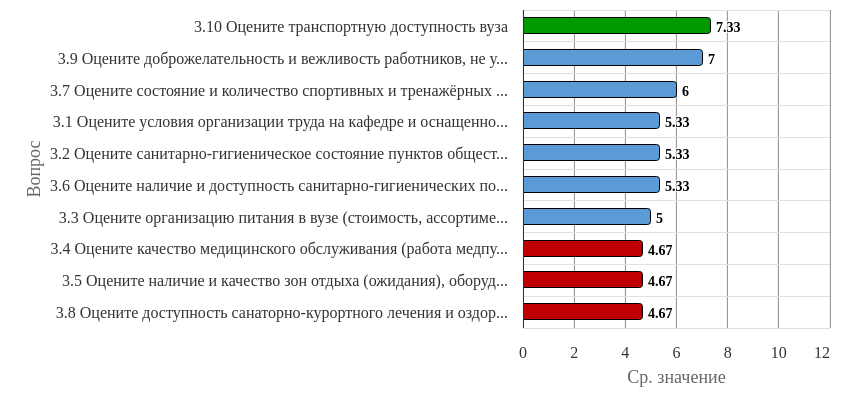 3.10 Оцените транспортную доступность вуза 7.33
3.9 Оцените доброжелательность и вежливость работников, не у... 7
3.7 Оцените состояние и количество спортивных и тренажёрных ... 6
3.1 Оцените условия организации труда на кафедре и оснащенно... 5.33
3.2 Оцените санитарно-гигиеническое состояние пунктов общест... 5.33
3.6 Оцените наличие и доступность санитарно-гигиенических по... 5.33
3.3 Оцените организацию питания в вузе (стоимость, ассортиме... 5
3.4 Оцените качество медицинского обслуживания (работа медпу... 4.67
3.5 Оцените наличие и качество зон отдыха (ожидания), оборуд... 4.67
3.8 Оцените доступность санаторно-курортного лечения и оздор... 4.67
Вопрос
0 2 4 6 8 10 12
Ср. значение